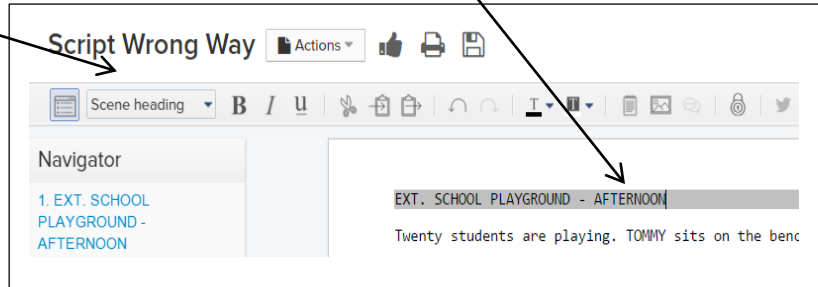 Script Wrong Way Actions
Scene heading B I U T T
Navigator
1. EXT. SCHOOL
PLAYGROUND -
AFTERNOON
EXT. SCHOOL PLAYGROUND - AFTERNOON
Twenty students are playing. TOMMY sits on the